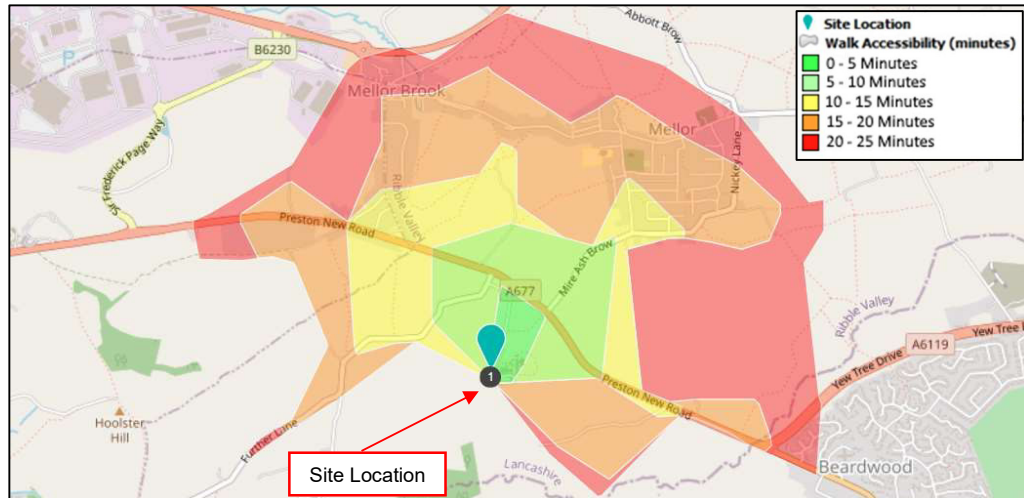 Abbott Brow
B6230
Mellor Brook
Mellor
Nickey Lane
Sir Frederick Page Way
Ribble Valley
Preston New Road
Mire Ash Brow
A677
Ribble Valley
A6119
Yew Tree Drive
Yew Tree
1
Preston New Road
Hoolster
Hill
Further Lane
Lancashire
Beardwood
Site Location
Site Location
Walk Accessibility (minutes)
0 - 5 Minutes
5 - 10 Minutes
10 - 15 Minutes
15 - 20 Minutes
20 - 25 Minutes
P